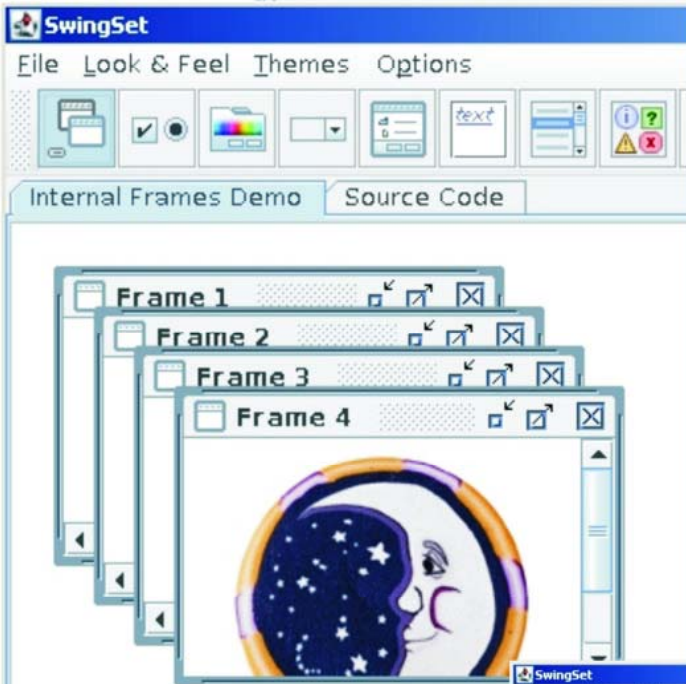 SwingSet
File Look & Feel Themes Options
text
Internal Frames Demo Source Code
Frame 1
Frame 2
Frame 3
Frame 4
SwingSet